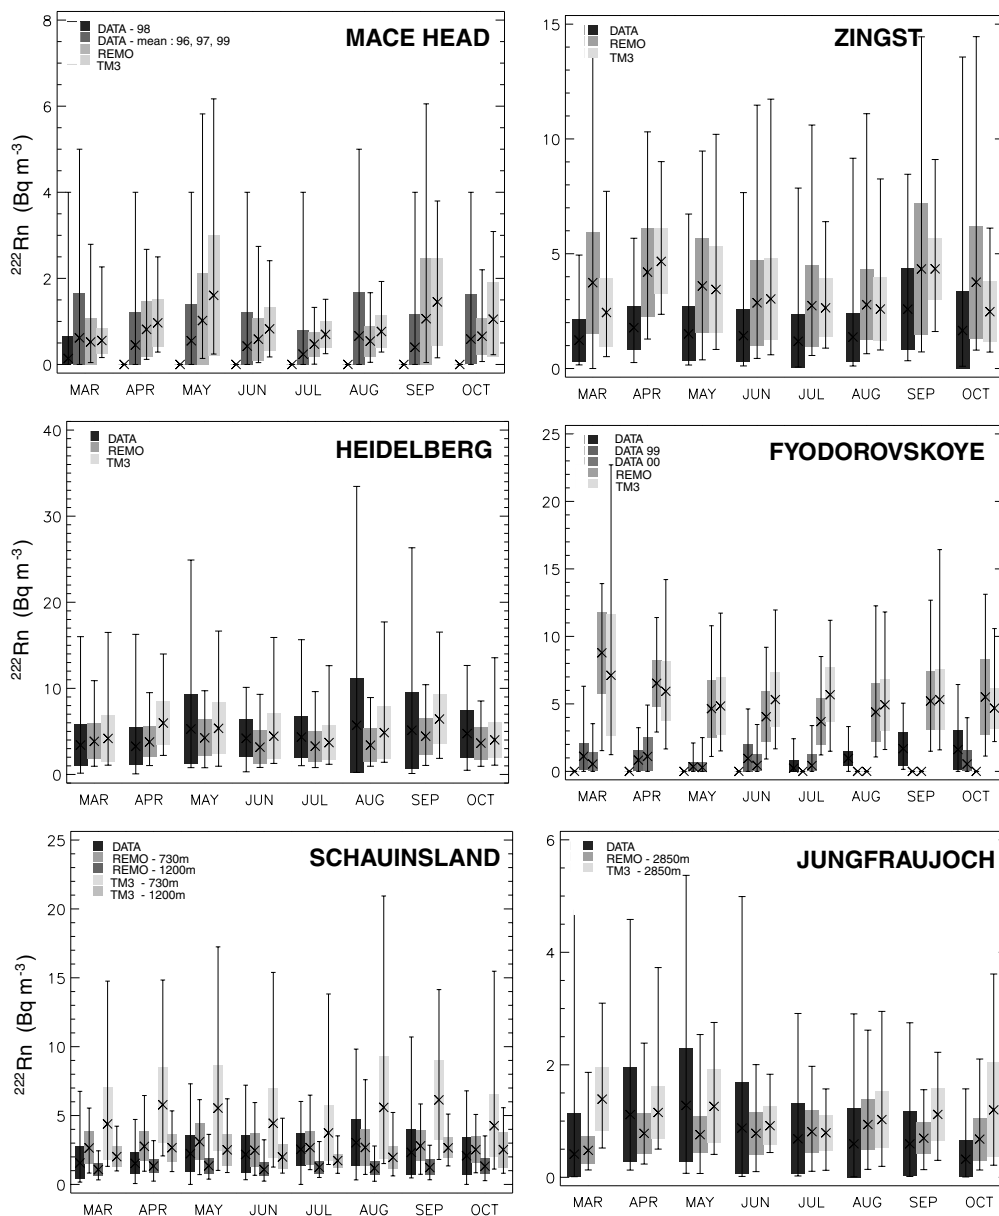 MACE HEAD
DATA - 98
DATA - mean : 96, 97, 99
REMO
TM3
8
6
4
2
0
222Rn (Bq m-3)
MAR APR MAY JUN JUL AUG SEP OCT
ZINGST
DATA
REMO
TM3
15
10
5
0
MAR APR MAY JUN JUL AUG SEP OCT
HEIDELBERG
DATA
REMO
TM3
40
30
20
10
0
222Rn (Bq m-3)
MAR APR MAY JUN JUL AUG SEP OCT
FYODOROVSKOYE
DATA
DATA 99
DATA 00
REMO
TM3
25
20
15
10
5
0
MAR APR MAY JUN JUL AUG SEP OCT
SCHAUINSLAND
DATA
REMO - 730m
REMO - 1200m
TM3 - 730m
TM3 - 1200m
25
20
15
10
5
0
222Rn (Bq m-3)
MAR APR MAY JUN JUL AUG SEP OCT
JUNGFRAUJOCH
DATA
REMO - 2850m
TM3 - 2850m
6
4
2
0
MAR APR MAY JUN JUL AUG SEP OCT